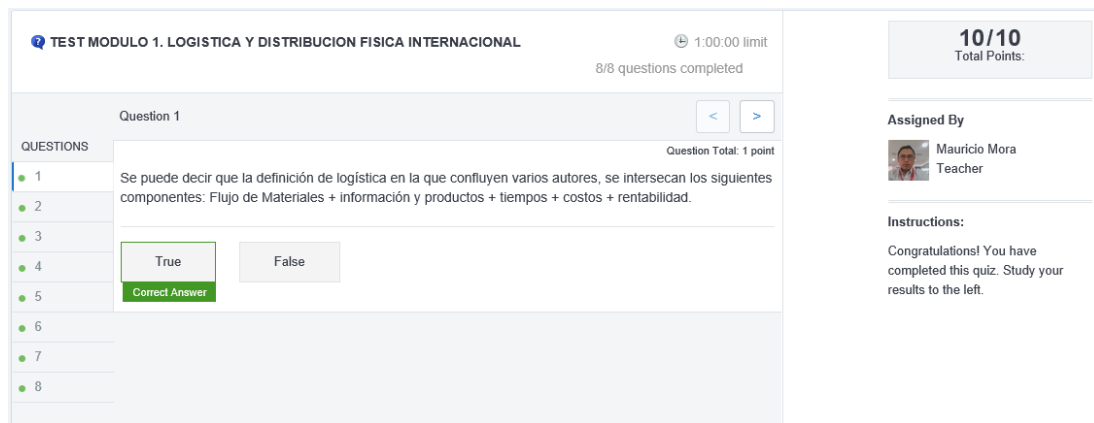 TEST MODULO 1. LOGISTICA Y DISTRIBUCION FISICA INTERNACIONAL
1:00:00 limit
8/8 questions completed
Question 1
<
>
QUESTIONS
Question Total: 1 point
1
2
3
4
5
6
7
8
Se puede decir que la definición de logística en la que confluyen varios autores, se intersecan los siguientes
componentes: Flujo de Materiales + información y productos + tiempos + costos + rentabilidad.
True
False
Correct Answer
10/10
Total Points:
Assigned By
Mauricio Mora
Teacher
Instructions:
Congratulations! You have
completed this quiz. Study your
results to the left.